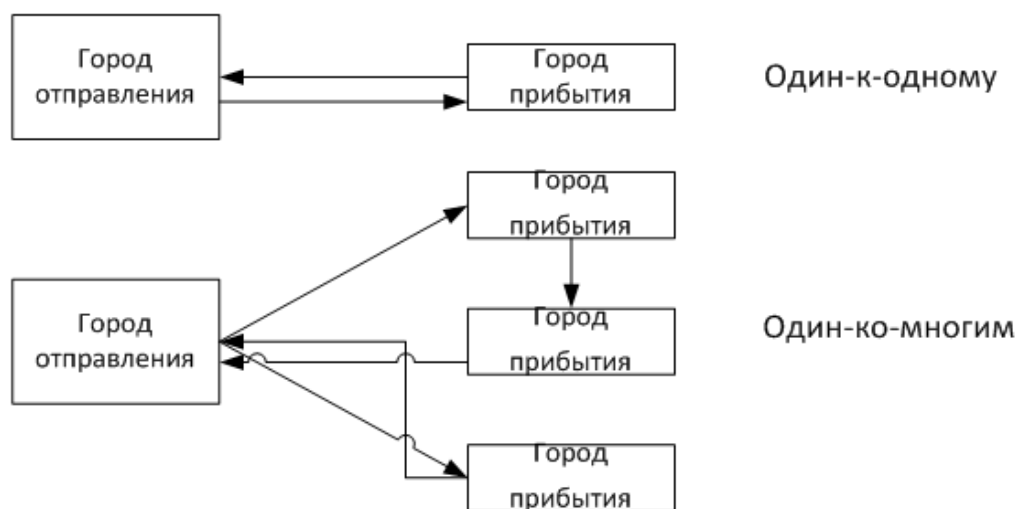 Город
отправления
Город
прибытия
Один-к-одному
Город
прибытия
Город
отправления
Город
прибытия
Один-ко-многим
Город
прибытия